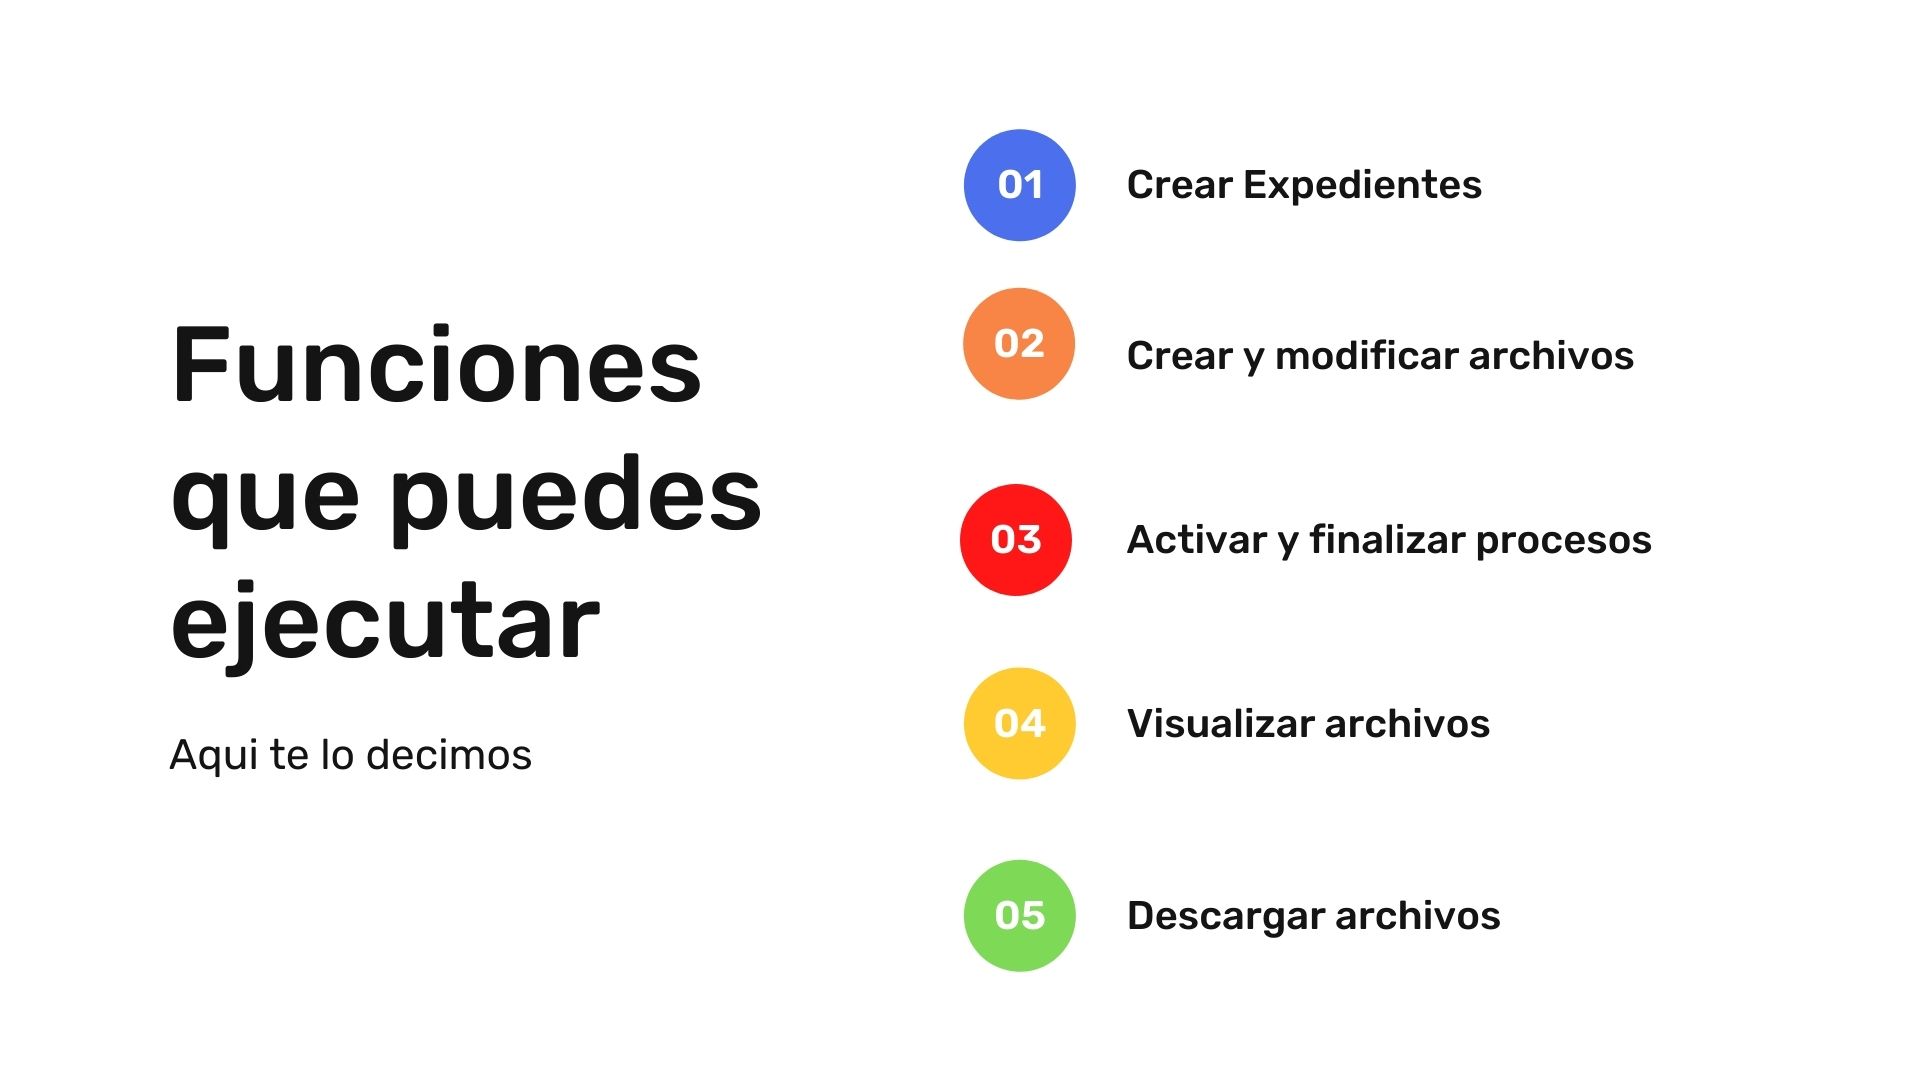 Funciones
que puedes
ejecutar
Aqui te lo decimos
01 Crear Expedientes
02 Crear y modificar archivos
03 Activar y finalizar procesos
04 Visualizar archivos
05 Descargar archivos